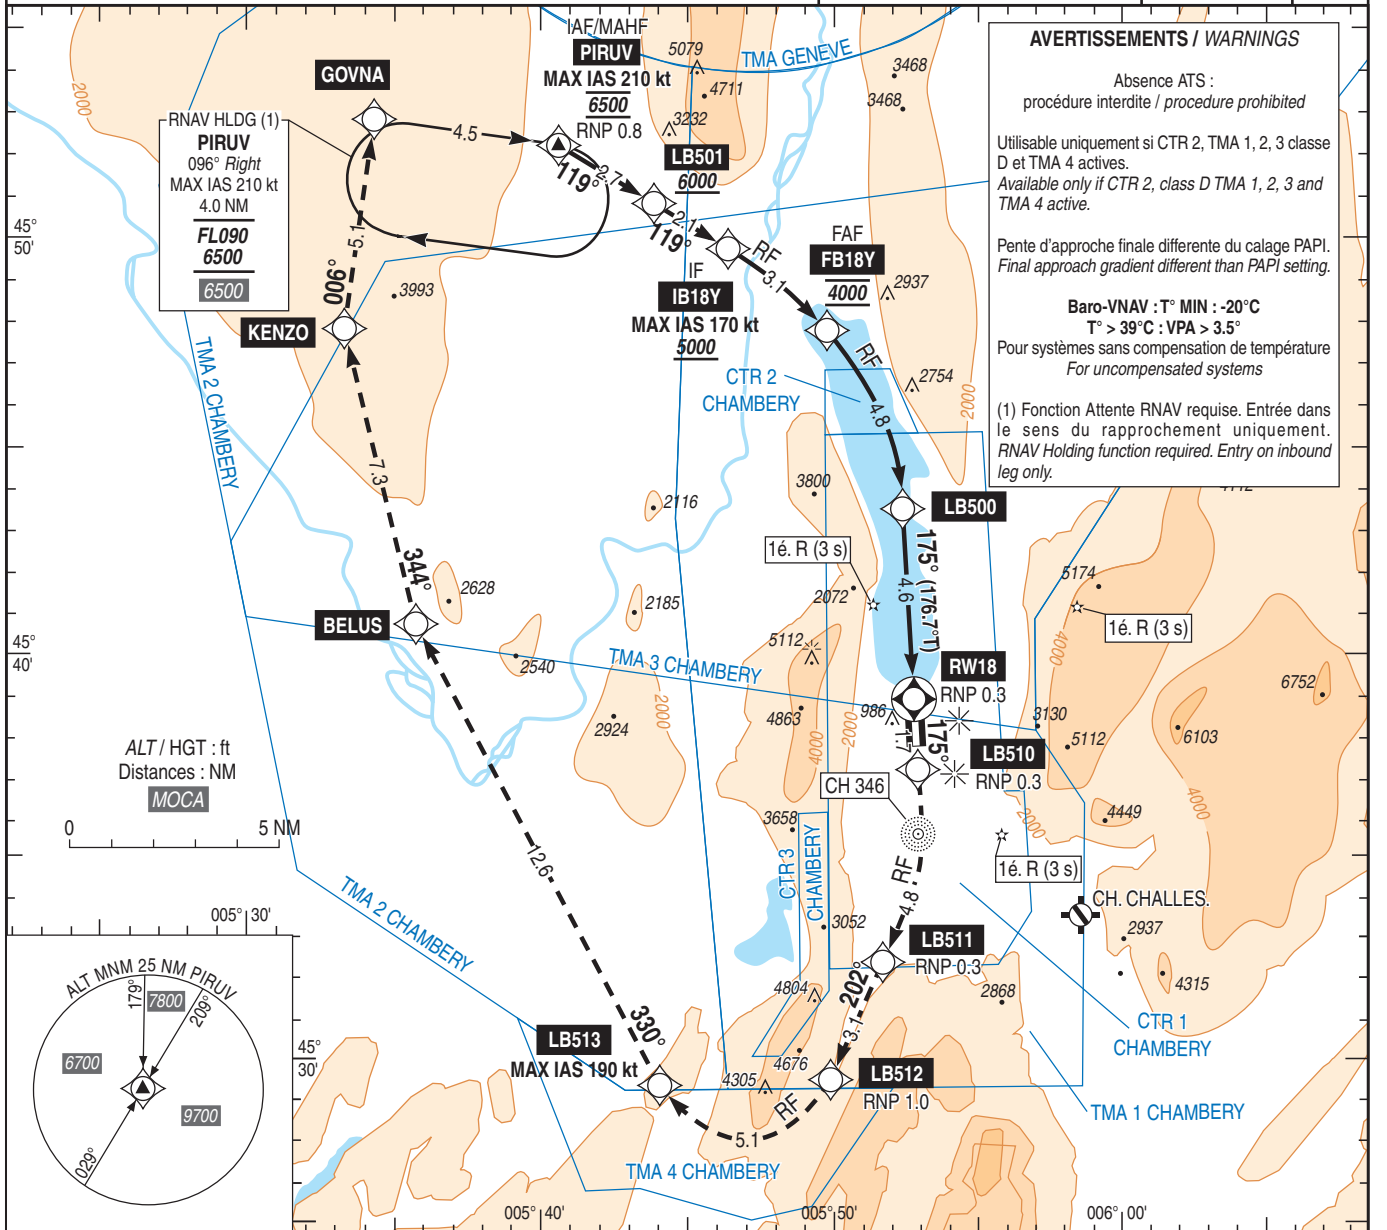 IAF/MAHF
PIRUV
MAX IAS 210 kt
6500
RNP 0.8
GOVNA
5079
4711
3232
TMA GENEVE
3468
3468
AVERTISSEMENTS / WARNINGS
Absence ATS :
procédure interdite / procedure prohibited
Utilisable uniquement si CTR 2, TMA 1, 2, 3 classe
D et TMA 4 actives.
Available only if CTR 2, class D TMA 1, 2, 3 and
TMA 4 active.
Pente d'approche finale differente du calage PAPI.
Final approach gradient different than PAPI setting.
Baro-VNAV : T° MIN : -20°C
T° > 39°C : VPA > 3.5°
Pour systèmes sans compensation de température
For uncompensated systems
(1) Fonction Attente RNAV requise. Entrée dans
le sens du rapprochement uniquement.
RNAV Holding function required. Entry on inbound
leg only.
2000
RNAV HLDG (1)
PIRUV
096° Right
MAX IAS 210 kt
4.0 NM
FL090
6500
6500
4.5
119°
2.7
LB501
6000
2.1
119°
RF
3.1
45°
50'
5.1
006°
KENZO
3993
IF
IB18Y
MAX IAS 170 kt
5000
FAF
FB18Y
4000
2937
RF
2754
2000
CTR 2
CHAMBERY
4.8
TMA 2 CHAMBERY
7.3
344°
2116
3800
LB500
1é. R (3 s)
175° (176.7°T)
4.6
2072
4112
5174
1é. R (3 s)
4000
2628
BELUS
2185
5112
45°
40'
2540
TMA 3 CHAMBERY
RW18
RNP 0.3
6752
2924
2000
4863
4000
2000
986
3130
5112
6103
1.7
175°
LB510
RNP 0.3
ALT / HGT : ft
Distances : NM
MOCA
0
5 NM
CH 346
2000
4449
4000
3658
12.6
CTR 3
CHAMBERY
RF
4.8
1é. R (3 s)
CH. CHALLES.
TMA 2 CHAMBERY
005° 30'
3052
LB511
RNP 0.3
2937
4315
ALT MNM 25 NM PIRUV
179°
7800
209°
6700
9700
029°
4804
202°
3.1
2868
CTR 1
CHAMBERY
330°
LB513
MAX IAS 190 kt
45°
30'
4676
4305
LB512
RNP 1.0
RF
5.1
TMA 1 CHAMBERY
TMA 4 CHAMBERY
005° 40'
005° 50'
006° 00'